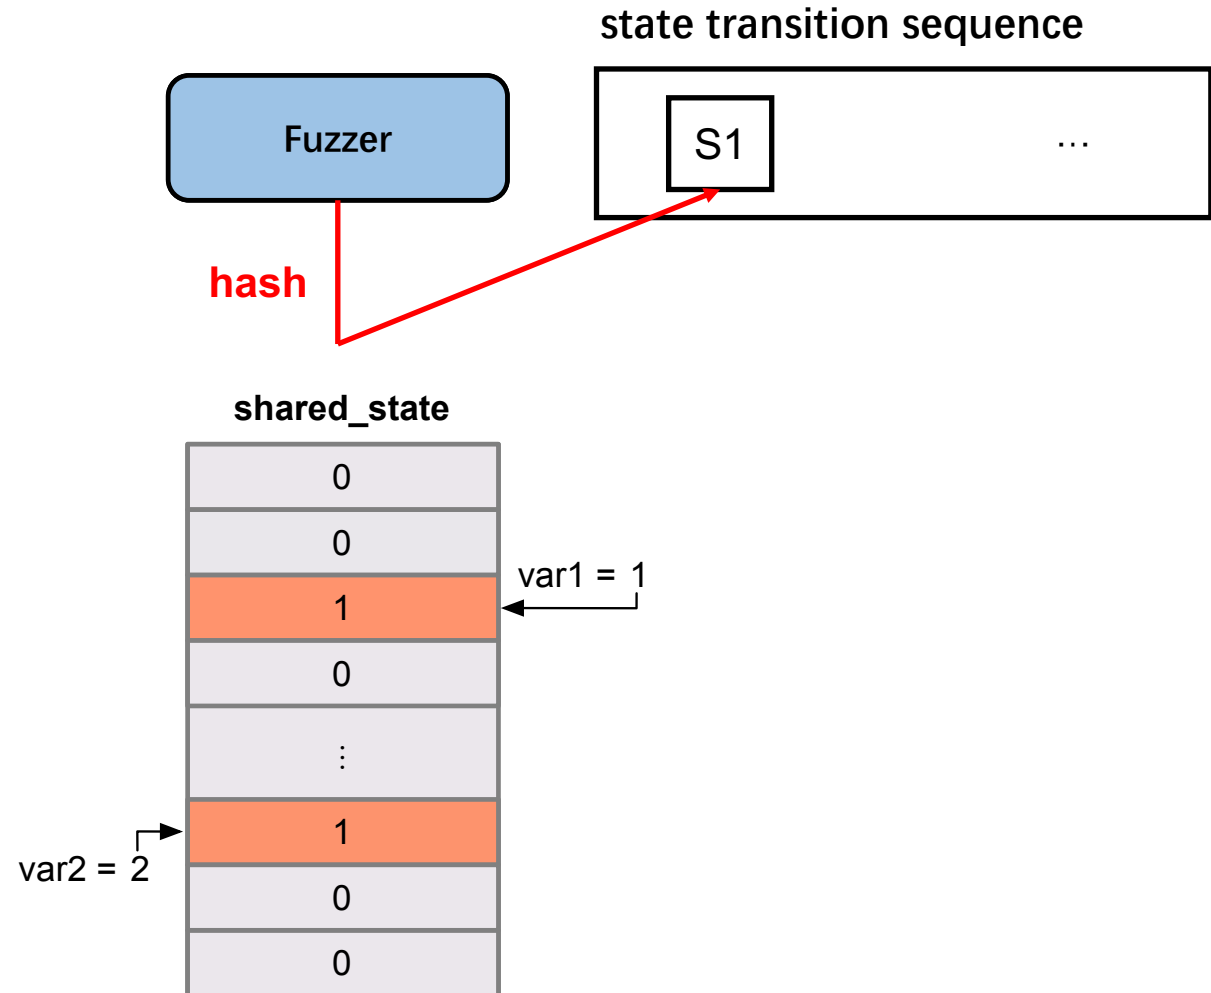 state transition sequence
Fuzzer
S1
...
hash
shared_state
0
0
var1 = 1
1
0
⋮
1
var2 = 2
0
0